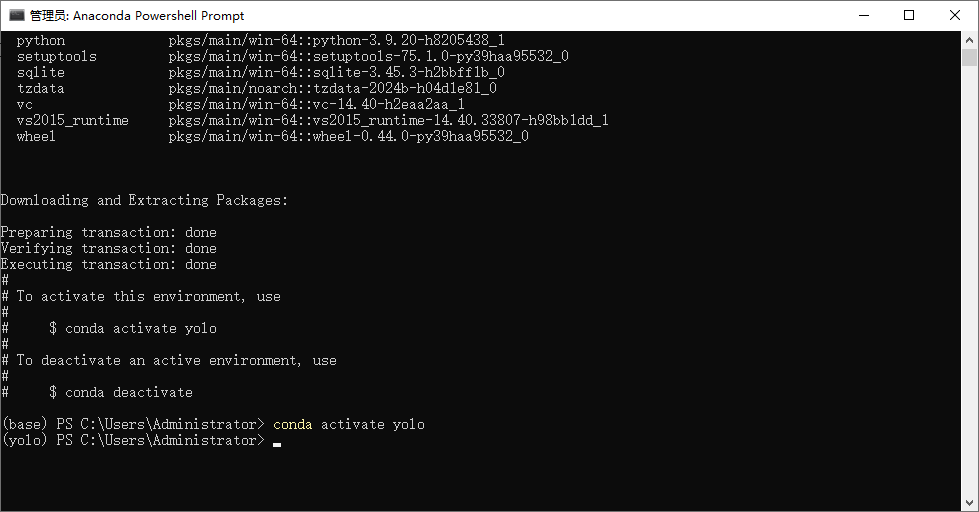 管理员: Anaconda Powershell Prompt
python pkgs/main/win-64::python-3.9.20-h8205438_1
setuptools pkgs/main/win-64::setuptools-75.1.0-py39haa95532_0
sqlite pkgs/main/win-64::sqlite-3.45.3-h2bbff1b_0
tzdata pkgs/main/noarch::tzdata-2024b-h04d1e81_0
vc pkgs/main/win-64::vc-14.40-h2eaa2aa_1
vs2015_runtime pkgs/main/win-64::vs2015_runtime-14.40.33807-h98bb1dd_1
wheel pkgs/main/win-64::wheel-0.44.0-py39haa95532_0
Downloading and Extracting Packages:
Preparing transaction: done
Verifying transaction: done
Executing transaction: done
#
# To activate this environment, use
#
# $ conda activate yolo
#
# To deactivate an active environment, use
#
# $ conda deactivate
(base) PS C:\Users\Administrator> conda activate yolo
(yolo) PS C:\Users\Administrator>